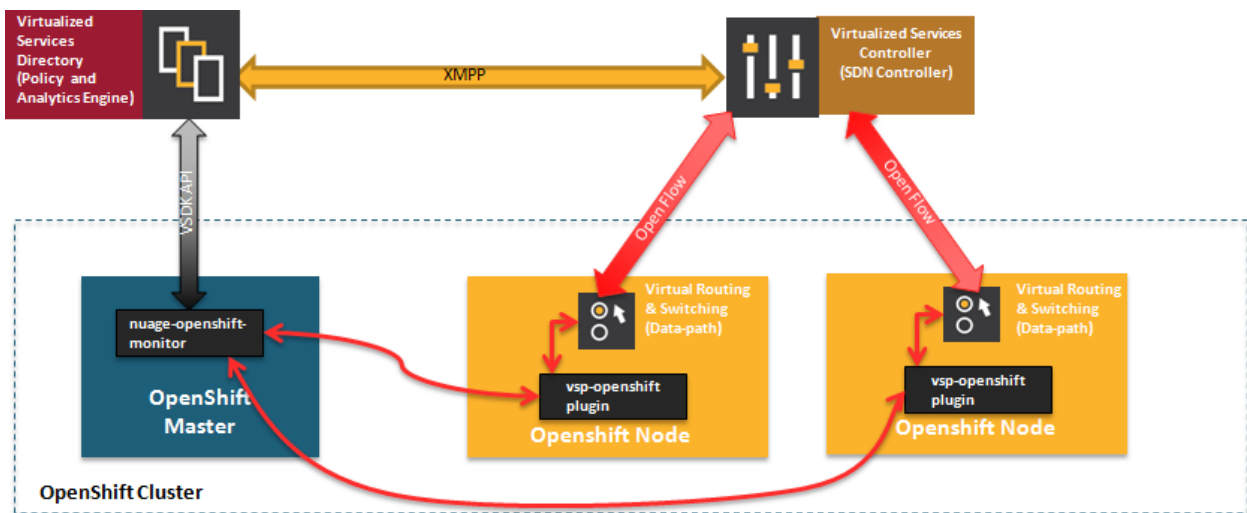 Virtualized
Services
Directory
(Policy and
Analytics Engine)
XMPP
Virtualized Services
Controller
(SDN Controller)
VSDK API
Open Flow
Open Flow
nuage-openshift-
monitor
OpenShift
Master
Virtual Routing
& Switching
(Data-path)
vsp-openshift
plugin
Openshift Node
Virtual Routing
& Switching
(Data-path)
vsp-openshift
plugin
Openshift Node
OpenShift Cluster